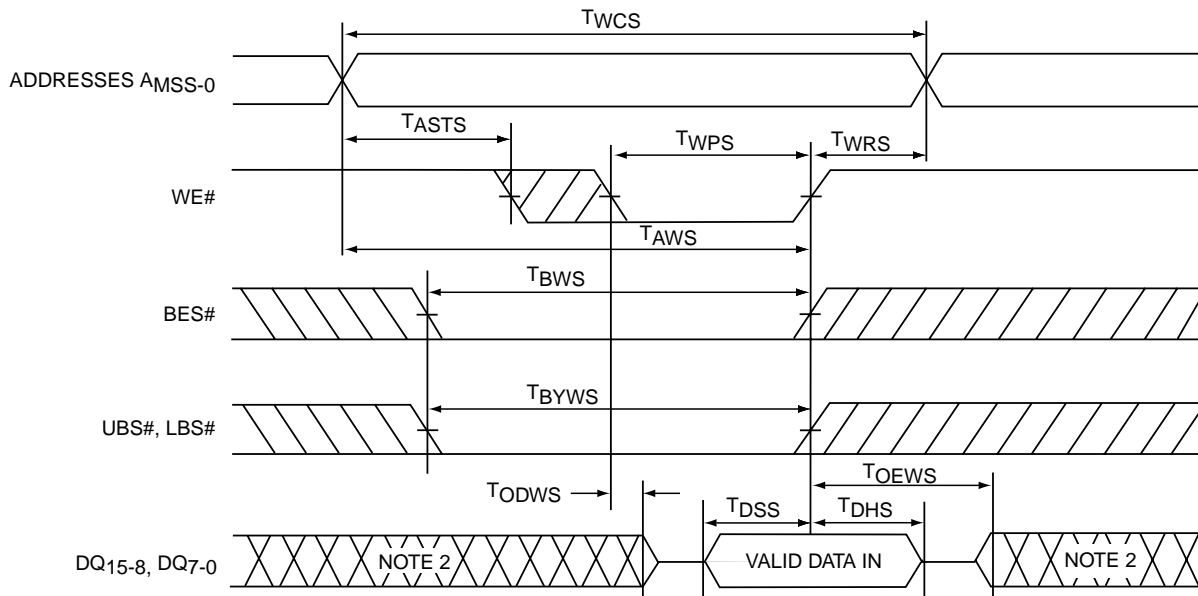 TWCS
ADDRESSES AMSS-0
TASTS
TWPS
TWRS
WE#
TAWS
TBWS
BES#
TBYWS
UBS#, LBS#
TODWS
TOEWS
TDSS
TDHS
DQ15-8, DQ7-0
NOTE 2
VALID DATA IN
NOTE 2